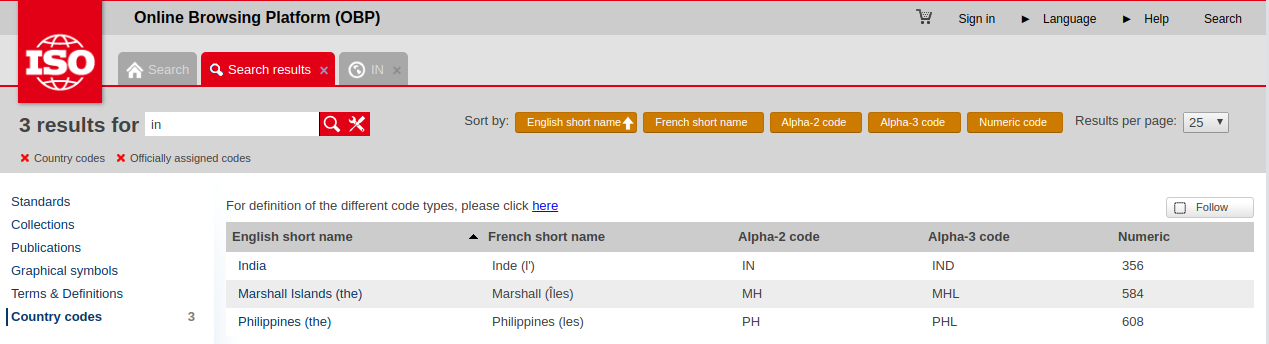 Online Browsing Platform (OBP)
Sign in ► Language ► Help Search
ISO
Search Search results × IN ×
3 results for in
Sort by: English short name French short name Alpha-2 code Alpha-3 code Numeric code Results per page: 25
Country codes Officially assigned codes
Standards
Collections
Publications
Graphical symbols
Terms & Definitions
Country codes 3
For definition of the different code types, please click here
Follow
English short name French short name Alpha-2 code Alpha-3 code Numeric
India Inde (l') IN IND 356
Marshall Islands (the) Marshall (Îles) MH MHL 584
Philippines (the) Philippines (les) PH PHL 608